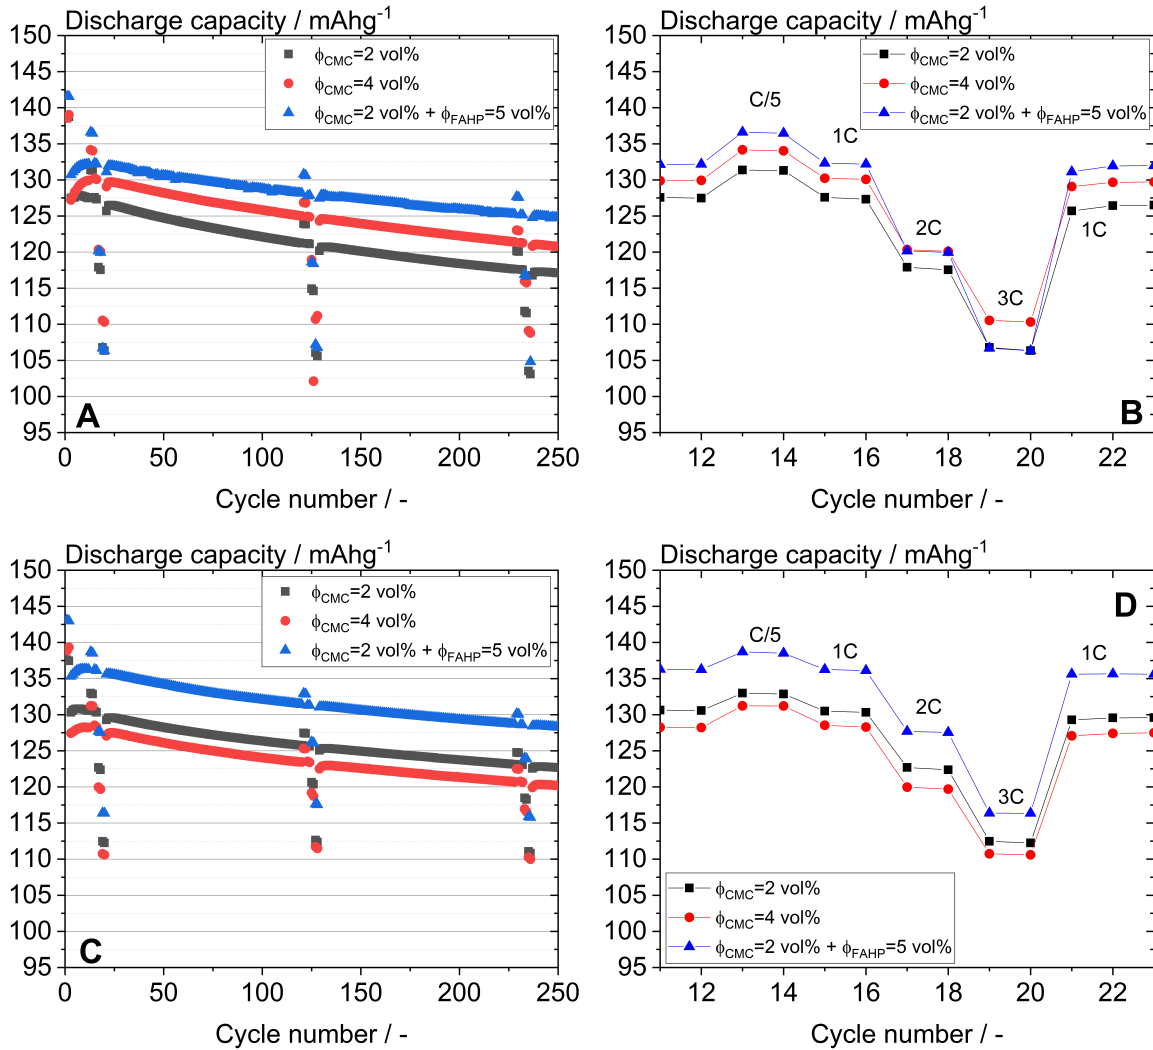 Discharge capacity / mAhg⁻¹
150
145
140
135
130
125
120
115
110
105
100
95
0 50 100 150 200 250
Cycle number / -
ϕCMC=2 vol%
ϕCMC=4 vol%
ϕCMC=2 vol% + ϕFAHP=5 vol%
A
Discharge capacity / mAhg⁻¹
150
145
140
135
130
125
120
115
110
105
100
95
12 14 16 18 20 22
Cycle number / -
ϕCMC=2 vol%
ϕCMC=4 vol%
ϕCMC=2 vol% + ϕFAHP=5 vol%
C/5
1C
2C
3C
1C
B
Discharge capacity / mAhg⁻¹
150
145
140
135
130
125
120
115
110
105
100
95
0 50 100 150 200 250
Cycle number / -
ϕCMC=2 vol%
ϕCMC=4 vol%
ϕCMC=2 vol% + ϕFAHP=5 vol%
C
Discharge capacity / mAhg⁻¹
150
145
140
135
130
125
120
115
110
105
100
95
12 14 16 18 20 22
Cycle number / -
D
C/5
1C
2C
3C
1C
ϕCMC=2 vol%
ϕCMC=4 vol%
ϕCMC=2 vol% + ϕFAHP=5 vol%